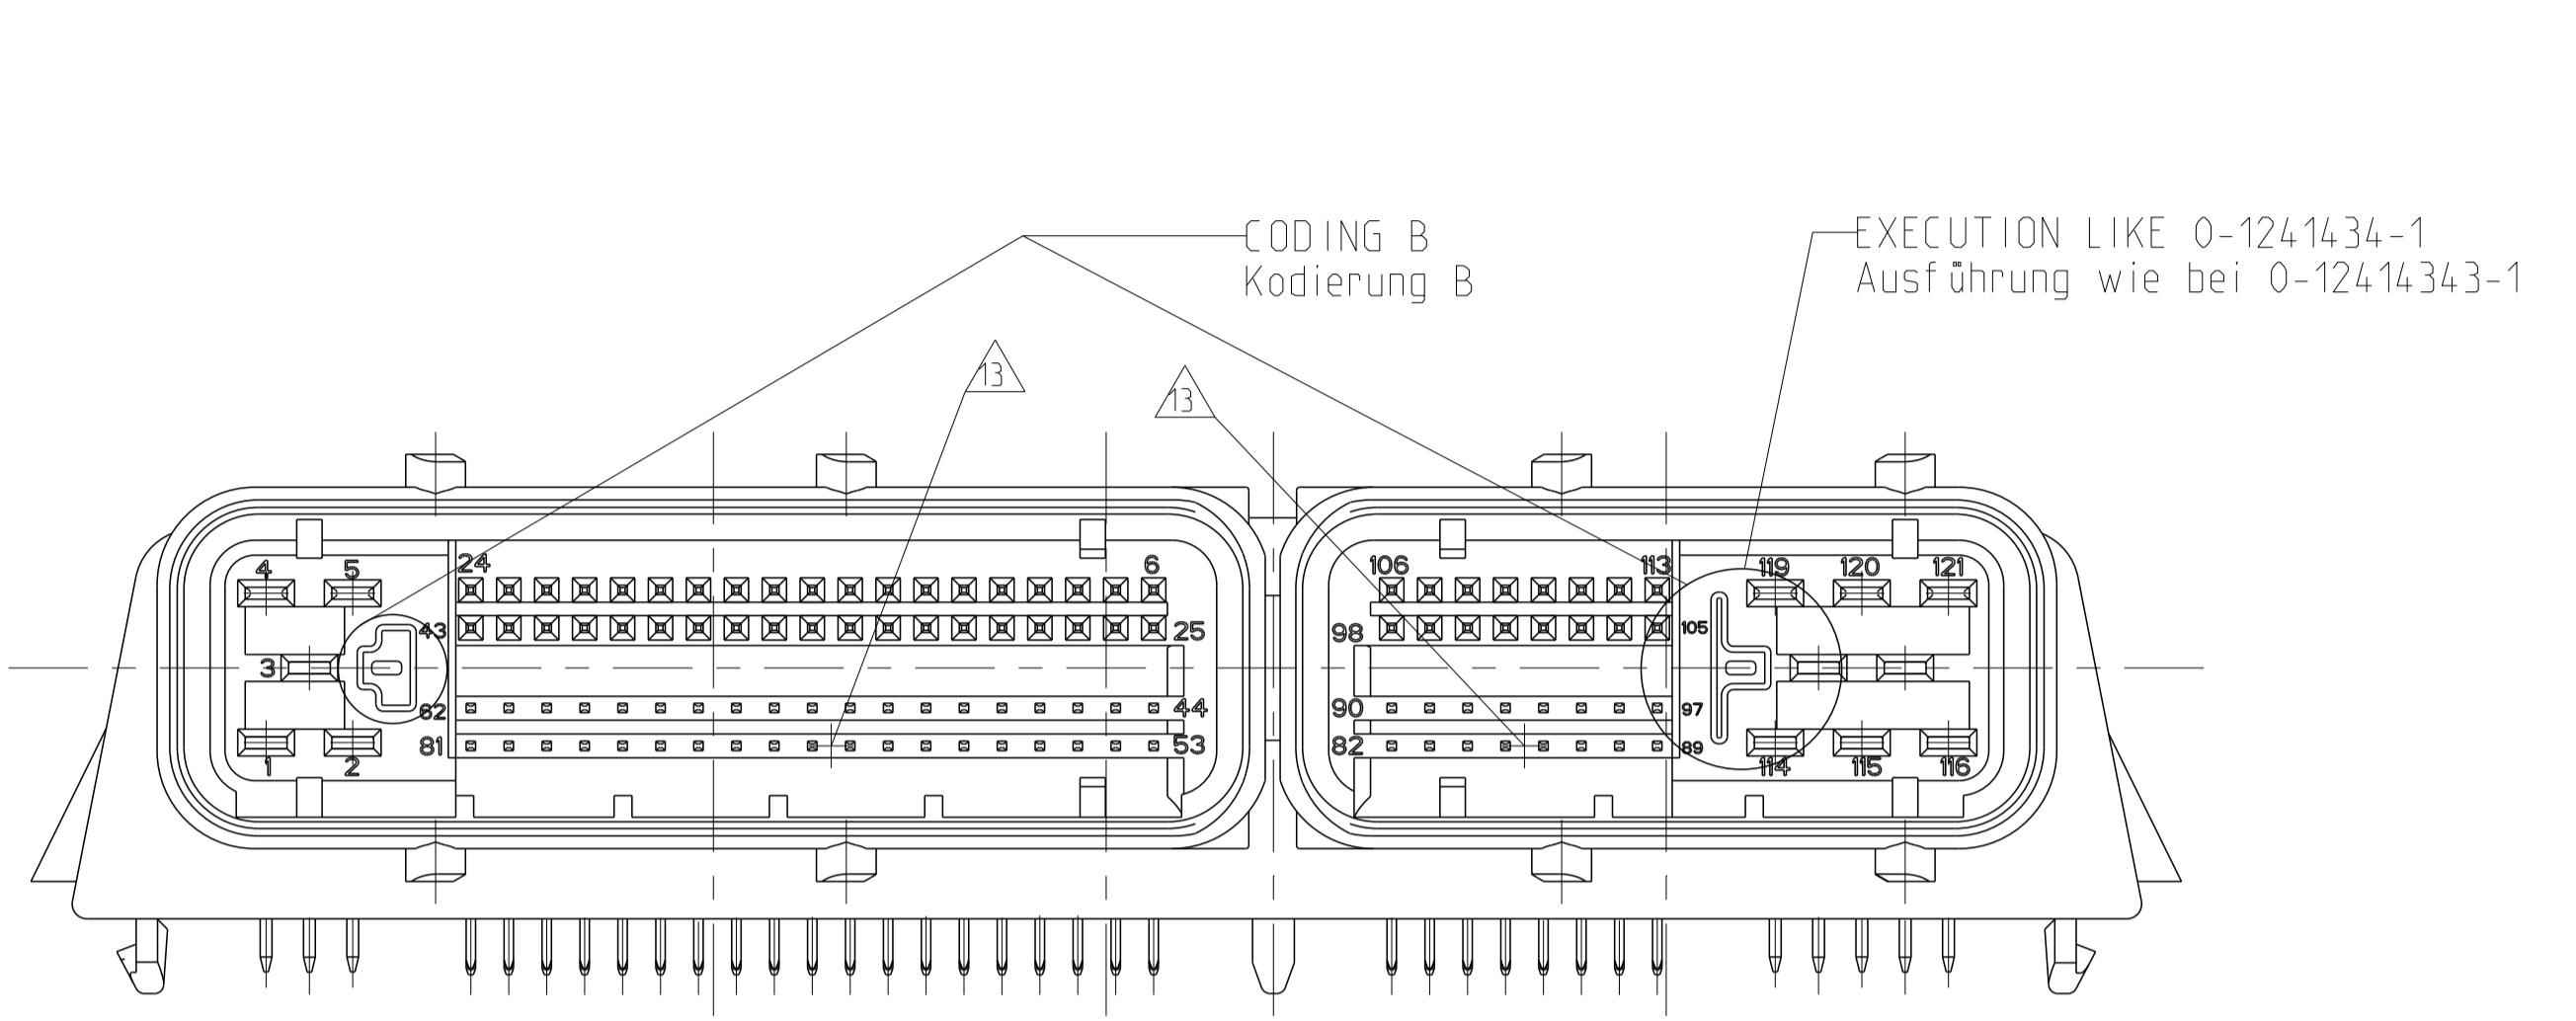 CODING B
Kodierung B
EXECUTION LIKE 0-1241434-1
Ausführung wie bei 0-12414343-1
13
13
4 5 24 6 106 113 119 120 121
43 25 98 105
3
62 44 90 97
81 53 82 89
1 2 114 115 116